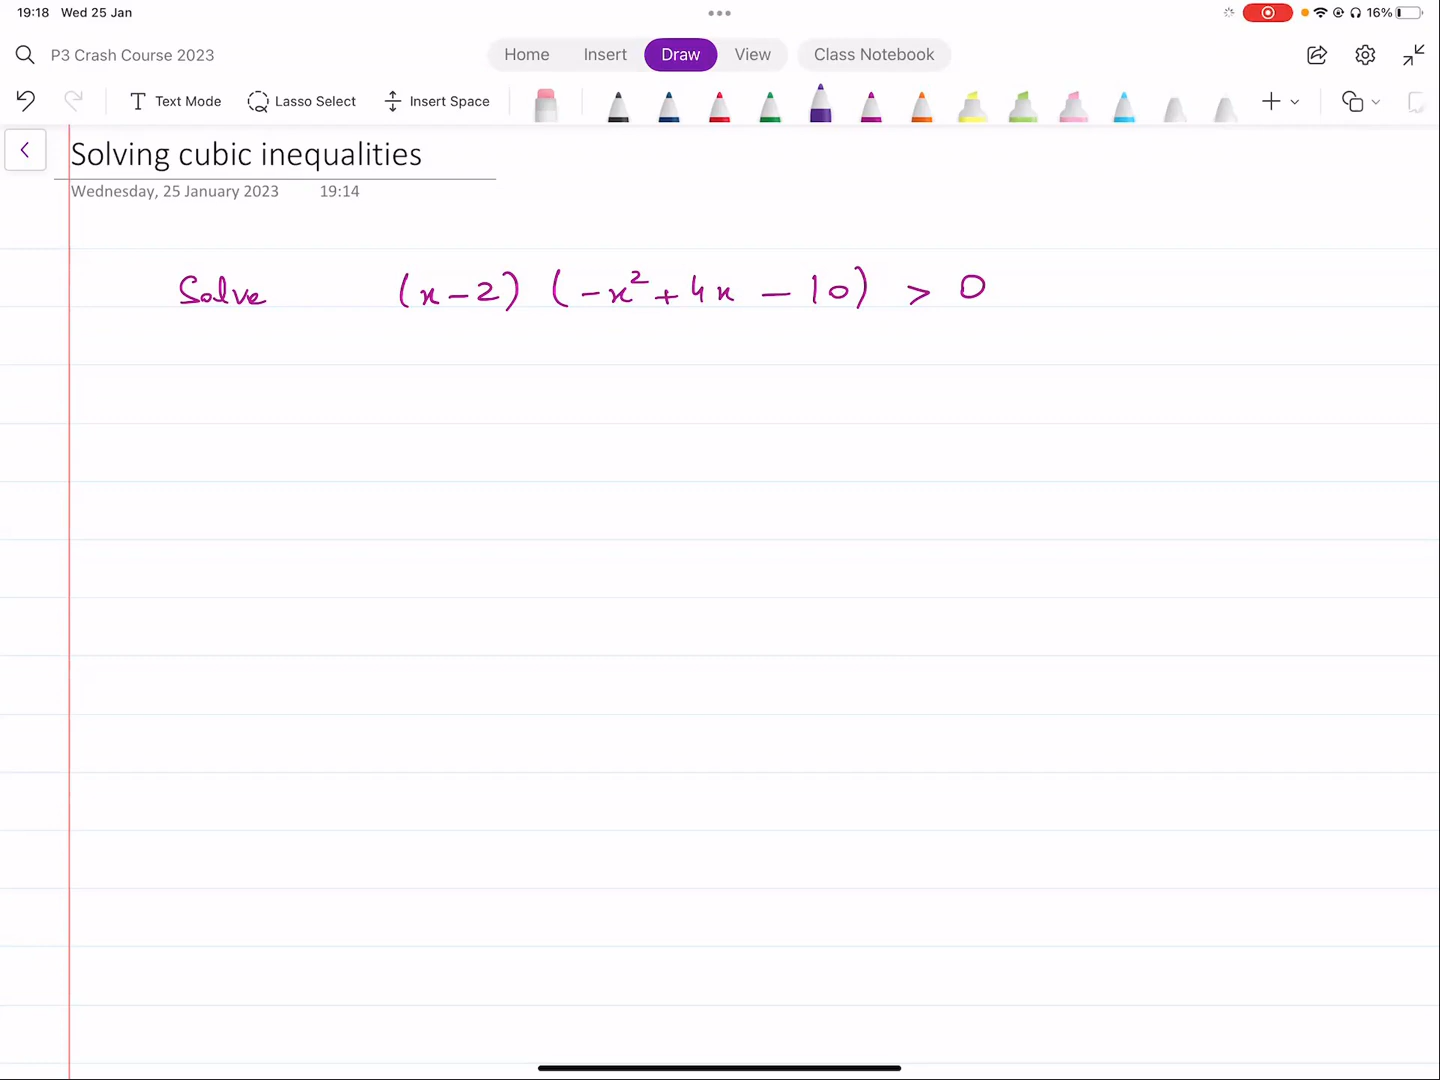 19:18 Wed 25 Jan 16%
P3 Crash Course 2023 Home Insert Draw View Class Notebook
Text Mode Lasso Select Insert Space
Solving cubic inequalities
Wednesday, 25 January 2023 19:14
Solve (x-2) (-x²+4x-10) > 0